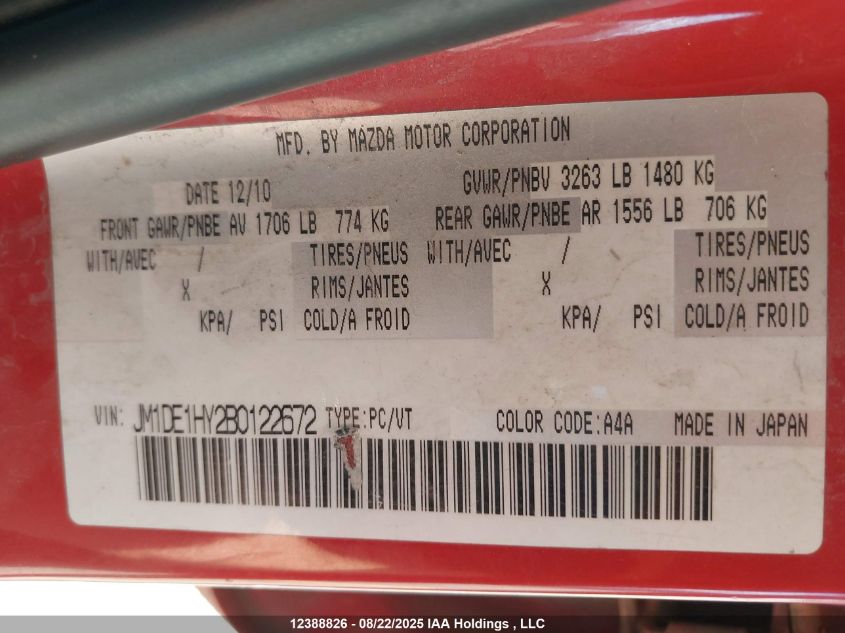 MFD. BY MAZDA MOTOR CORPORATION
DATE 12/10 GVWR/PNBV 3263 LB 1480 KG
FRONT GAWR/PNBE AV 1706 LB 774 KG REAR GAWR/PNBE AR 1556 LB 706 KG
WITH/AVEC / TIRES/PNEUS WITH/AVEC / TIRES/PNEUS
X RIMS/JANTES X RIMS/JANTES
KPA/ PSI COLD/A FROID KPA/ PSI COLD/A FROID
VIN: JM1DE1HY2B0122672 TYPE:PC/VT COLOR CODE:A4A MADE IN JAPAN
12388826 - 08/22/2025 IAA Holdings , LLC